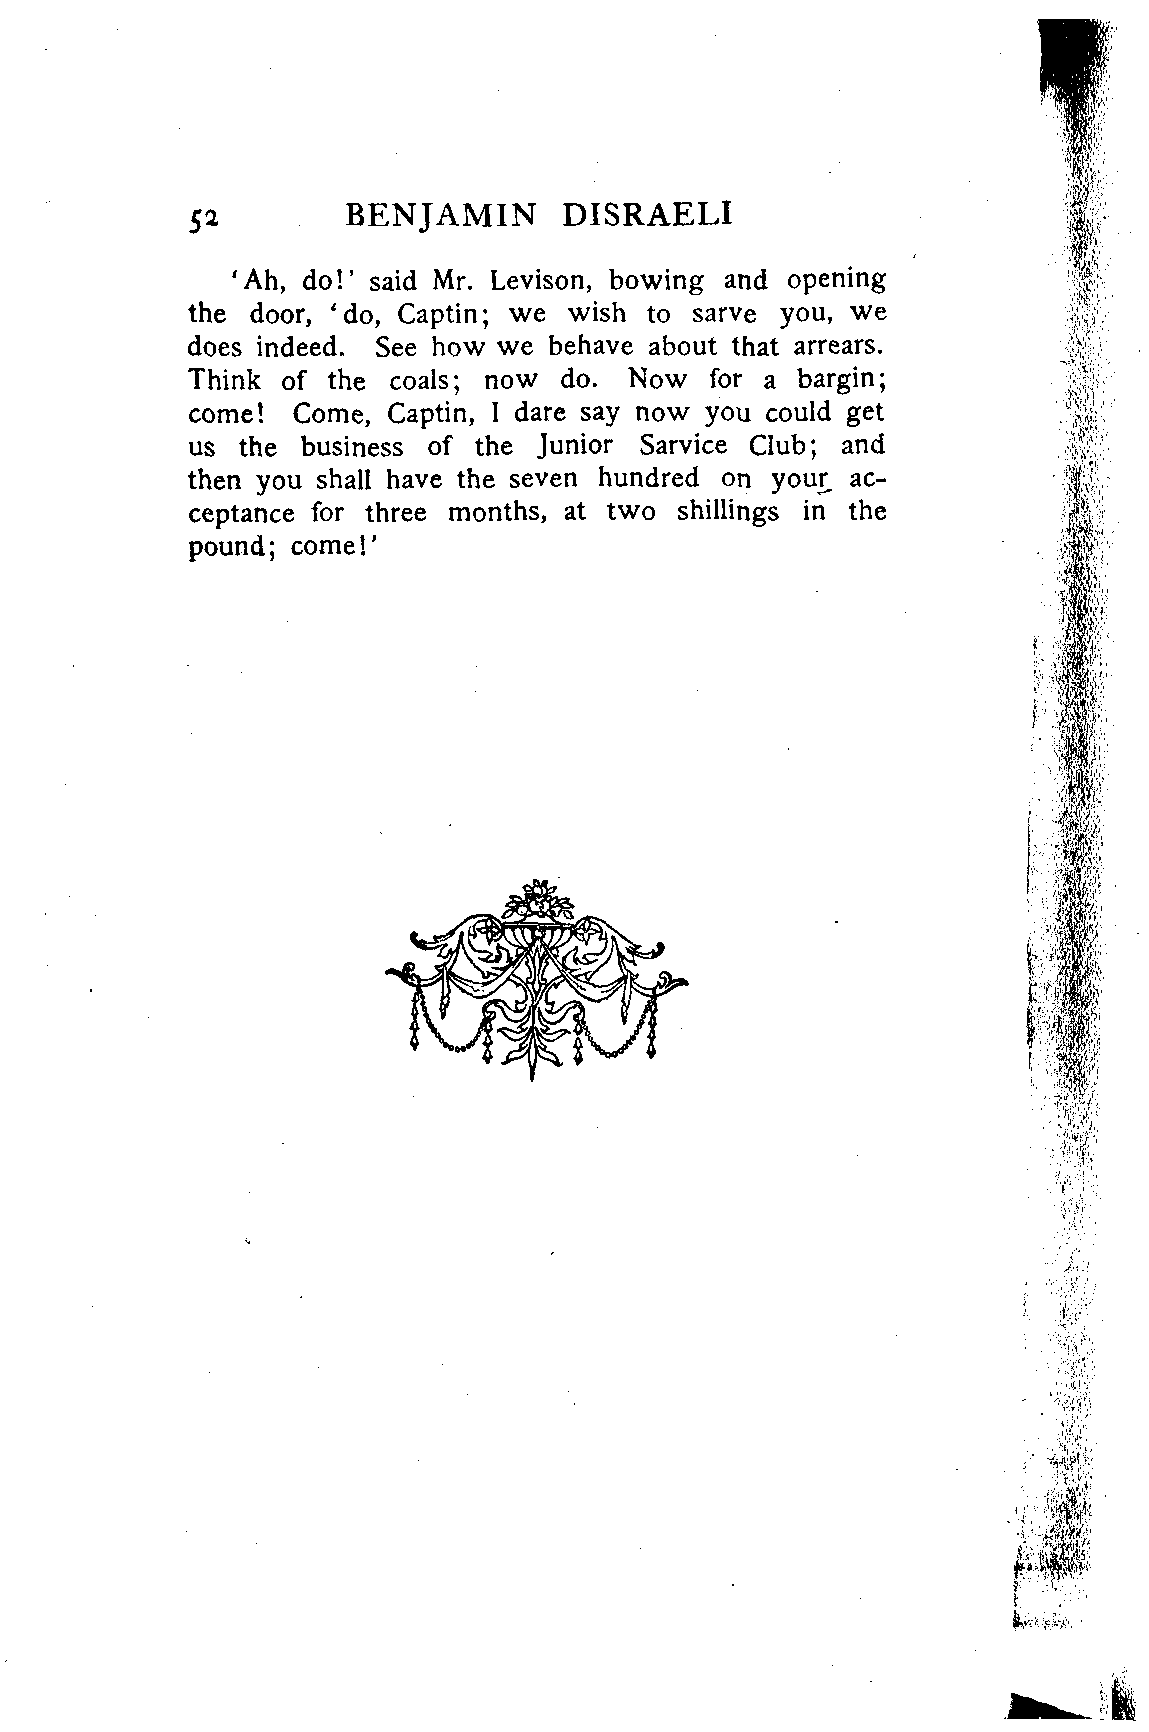 52 BENJAMIN DISRAELI
'Ah, do!' said Mr. Levison, bowing and opening
the door, 'do, Captin; we wish to sarve you, we
does indeed. See how we behave about that arrears.
Think of the coals; now do. Now for a bargin;
come! Come, Captin, I dare say now you could get
us the business of the Junior Sarvice Club; and
then you shall have the seven hundred on your ac-
ceptance for three months, at two shillings in the
pound; come!'